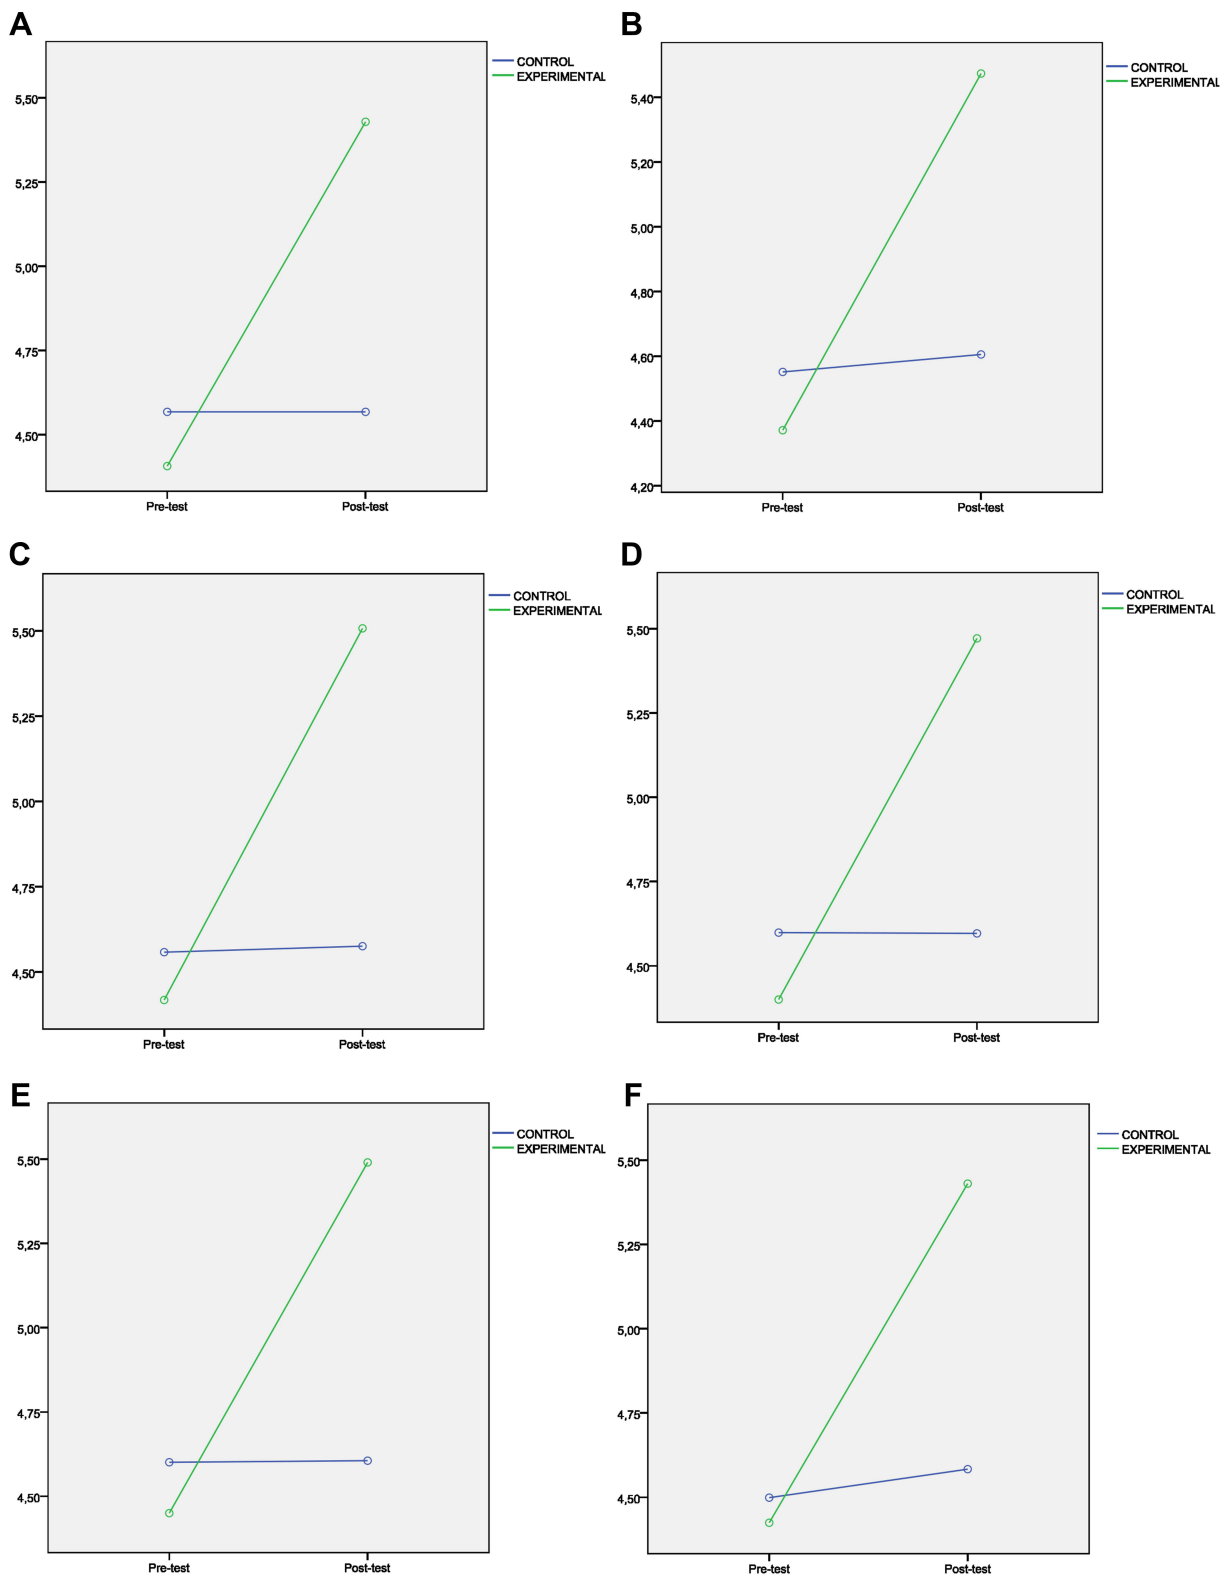 A
CONTROL
EXPERIMENTAL
5,50
5,25
5,00
4,75
4,50
Pre-test Post-test
B
CONTROL
EXPERIMENTAL
5,40
5,20
5,00
4,80
4,60
4,40
4,20
Pre-test Post-test
C
CONTROL
EXPERIMENTAL
5,50
5,25
5,00
4,75
4,50
Pre-test Post-test
D
CONTROL
EXPERIMENTAL
5,50
5,25
5,00
4,75
4,50
Pre-test Post-test
E
CONTROL
EXPERIMENTAL
5,50
5,25
5,00
4,75
4,50
Pre-test Post-test
F
CONTROL
EXPERIMENTAL
5,50
5,25
5,00
4,75
4,50
Pre-test Post-test